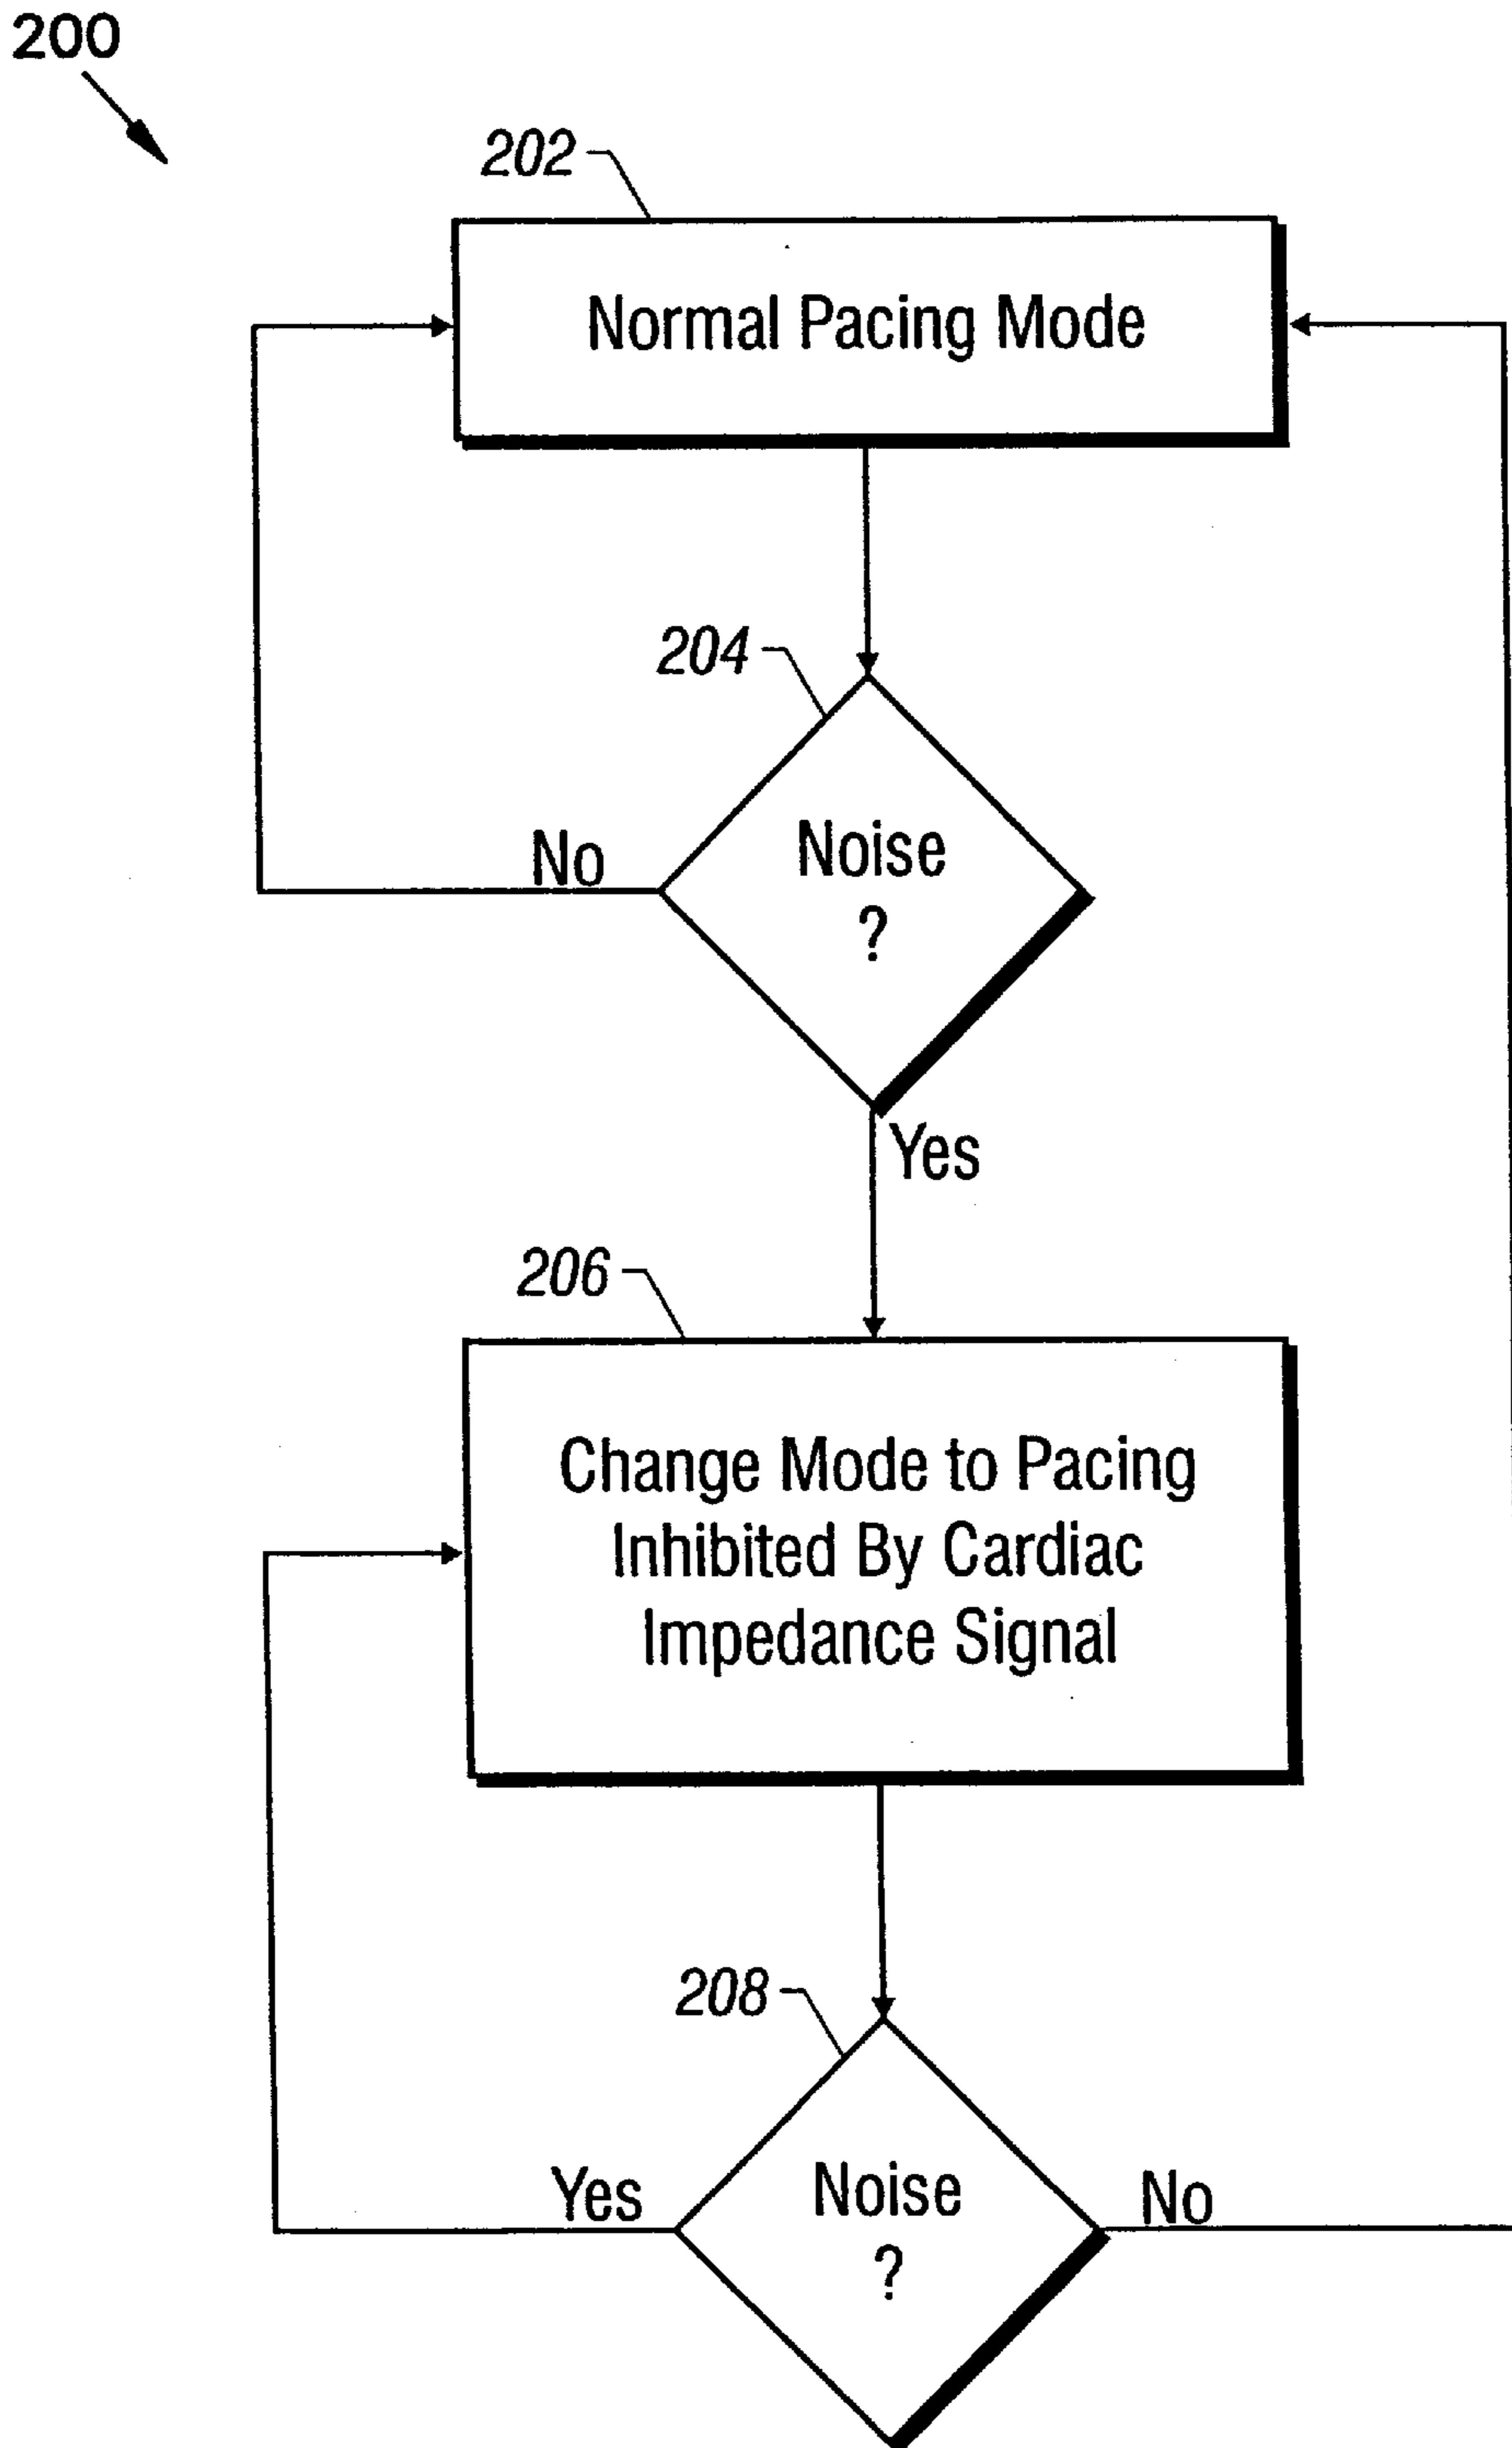 200
202
Normal Pacing Mode
204
Noise
?
No
Yes
206
Change Mode to Pacing
Inhibited By Cardiac
Impedance Signal
208
Noise
?
Yes
No